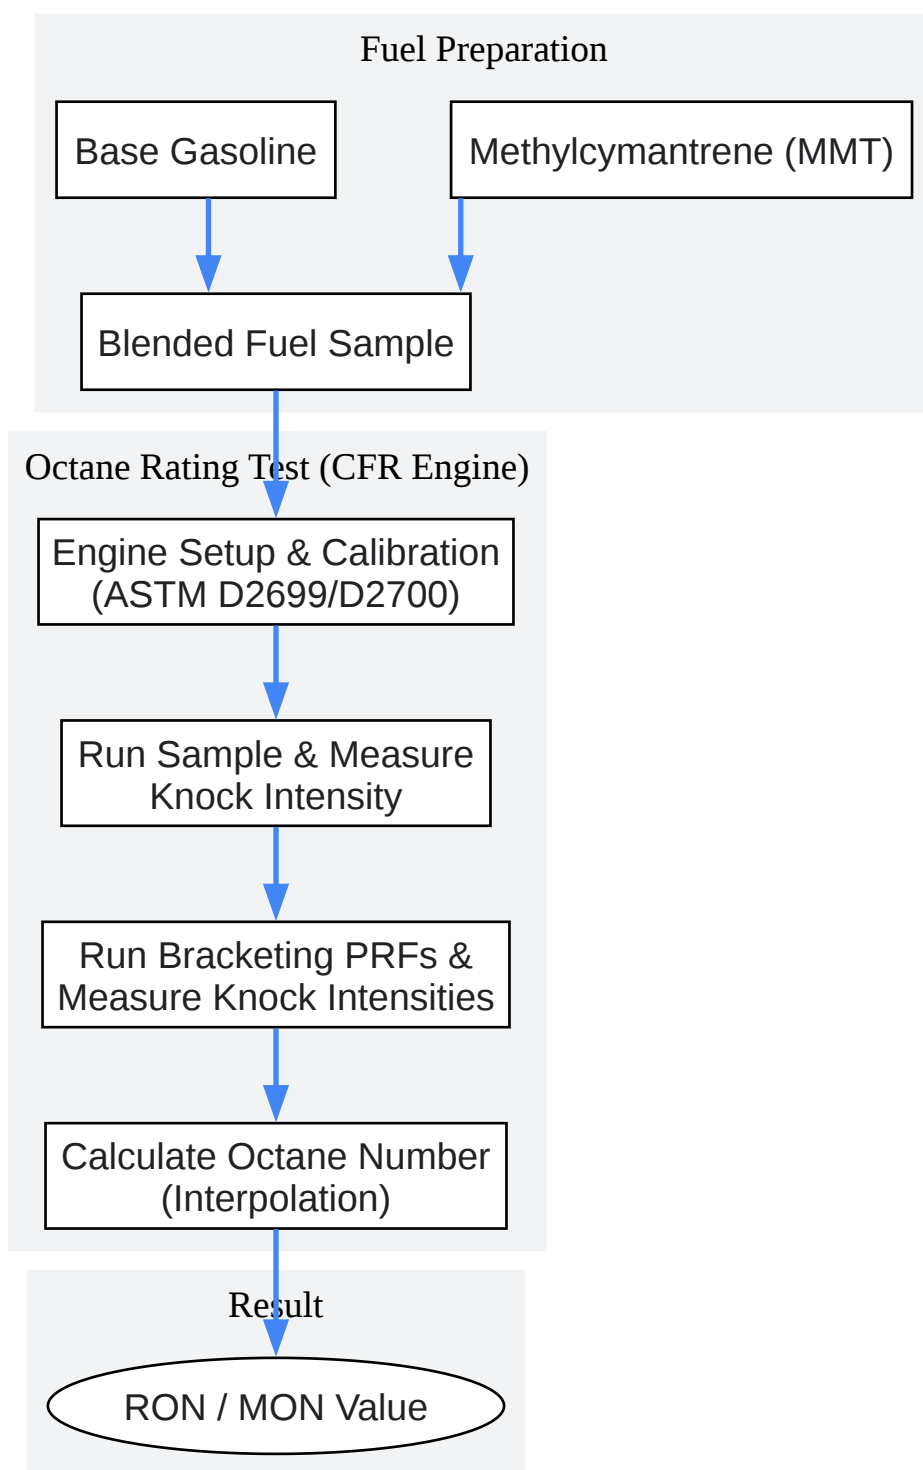 Fuel Preparation
Base Gasoline
Methylcymantrene (MMT)
Blended Fuel Sample
Octane Rating Test (CFR Engine)
Engine Setup & Calibration
(ASTM D2699/D2700)
Run Sample & Measure
Knock Intensity
Run Bracketing PRFs &
Measure Knock Intensities
Calculate Octane Number
(Interpolation)
Result
RON / MON Value